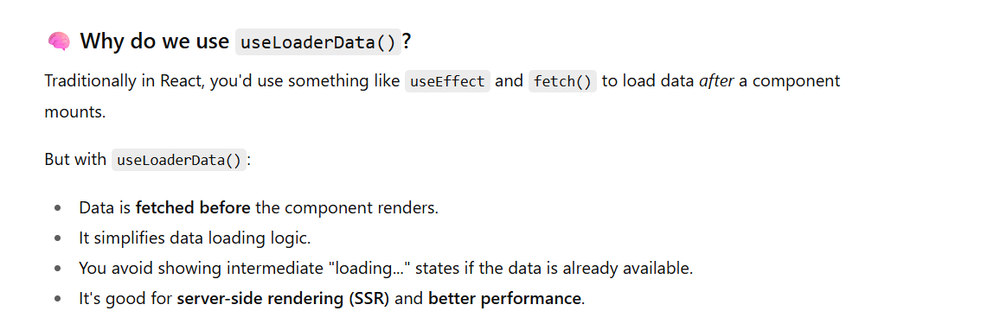 🧠 Why do we use useLoaderData()?
Traditionally in React, you'd use something like useEffect and fetch() to load data after a component
mounts.
But with useLoaderData():
• Data is fetched before the component renders.
• It simplifies data loading logic.
• You avoid showing intermediate "loading..." states if the data is already available.
• It's good for server-side rendering (SSR) and better performance.